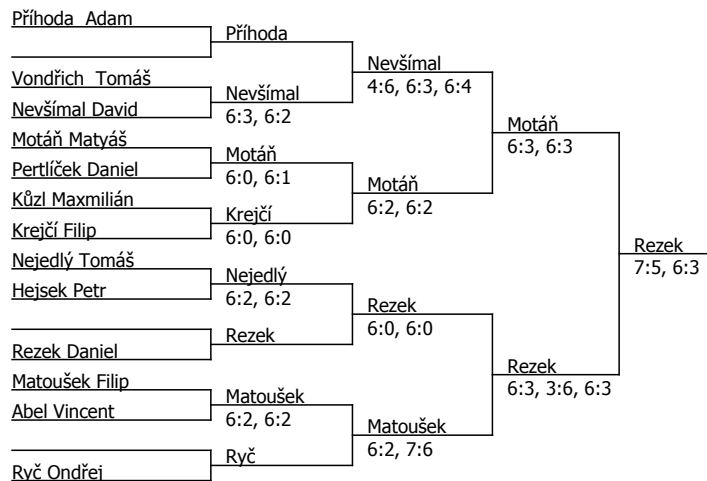 Příhoda Adam
Příhoda
Nevšímal
4:6, 6:3, 6:4
Vondřich Tomáš
Nevšímal David
Nevšímal
6:3, 6:2
Motáň
6:3, 6:3
Motáň Matyáš
Pertlíček Daniel
Motáň
6:0, 6:1
Motáň
6:2, 6:2
Kůzl Maxmilián
Krejčí Filip
Krejčí
6:0, 6:0
Rezek
7:5, 6:3
Nejedlý Tomáš
Hejsek Petr
Nejedlý
6:2, 6:2
Rezek
6:0, 6:0
Rezek Daniel
Rezek
Rezek
6:3, 3:6, 6:3
Matoušek Filip
Abel Vincent
Matoušek
6:2, 6:2
Matoušek
6:2, 7:6
Ryč
Ryč Ondřej